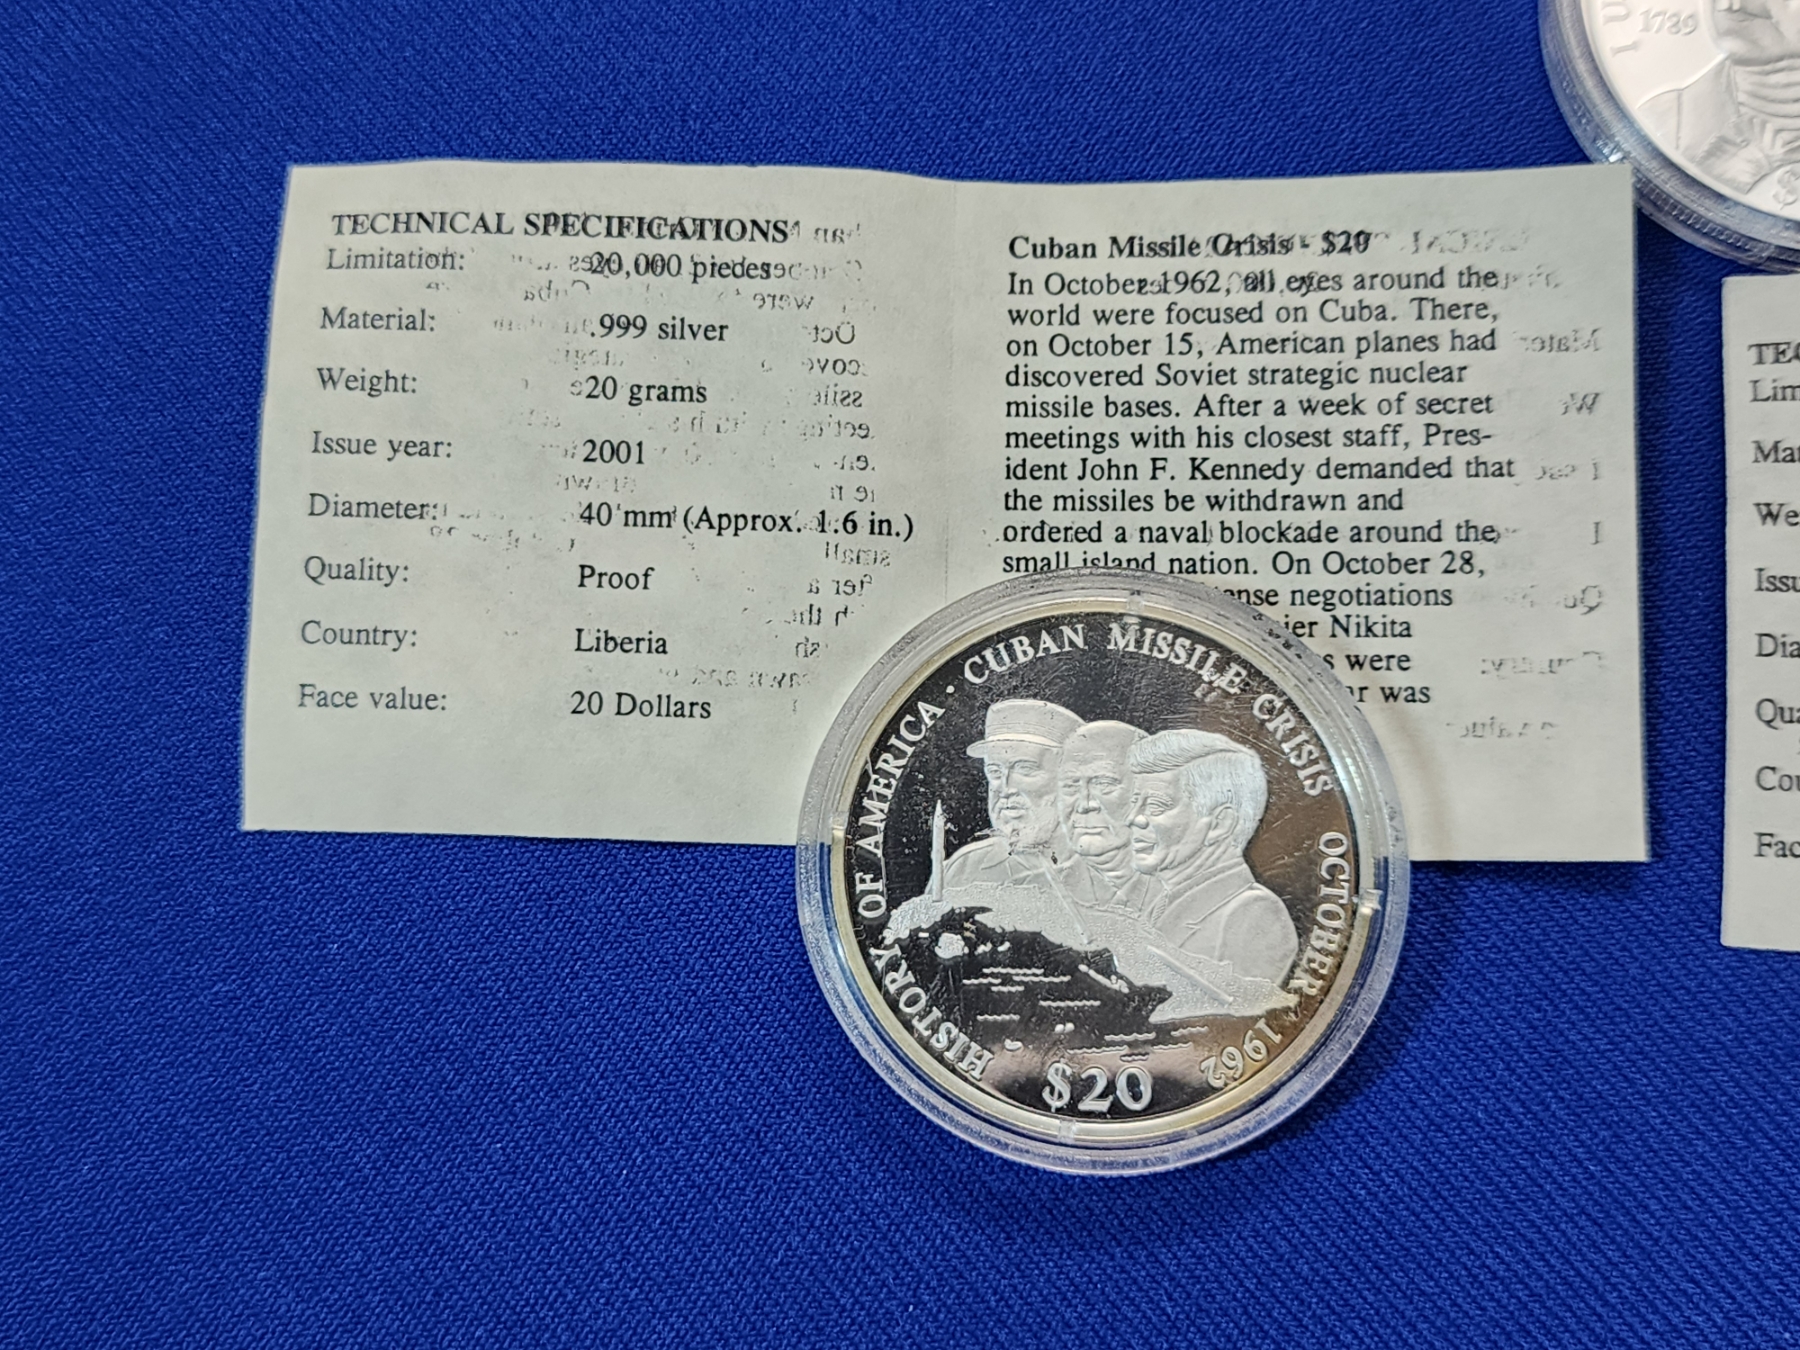 TECHNICAL SPECIFICATIONS
Limitation: 20,000 pieces
Material: .999 silver
Weight: 20 grams
Issue year: 2001
Diameter: 40 mm (Approx. 1.6 in.)
Quality: Proof
Country: Liberia
Face value: 20 Dollars
Cuban Missile Crisis - $20
In October 1962, all eyes around the
world were focused on Cuba. There,
on October 15, American planes had
discovered Soviet strategic nuclear
missile bases. After a week of secret
meetings with his closest staff, Pres-
ident John F. Kennedy demanded that
the missiles be withdrawn and
ordered a naval blockade around the
small island nation. On October 28,
negotiations
Nikita
were
was
HISTORY OF AMERICA · CUBAN MISSILE CRISIS OCTOBER 1962
$20
1789
$